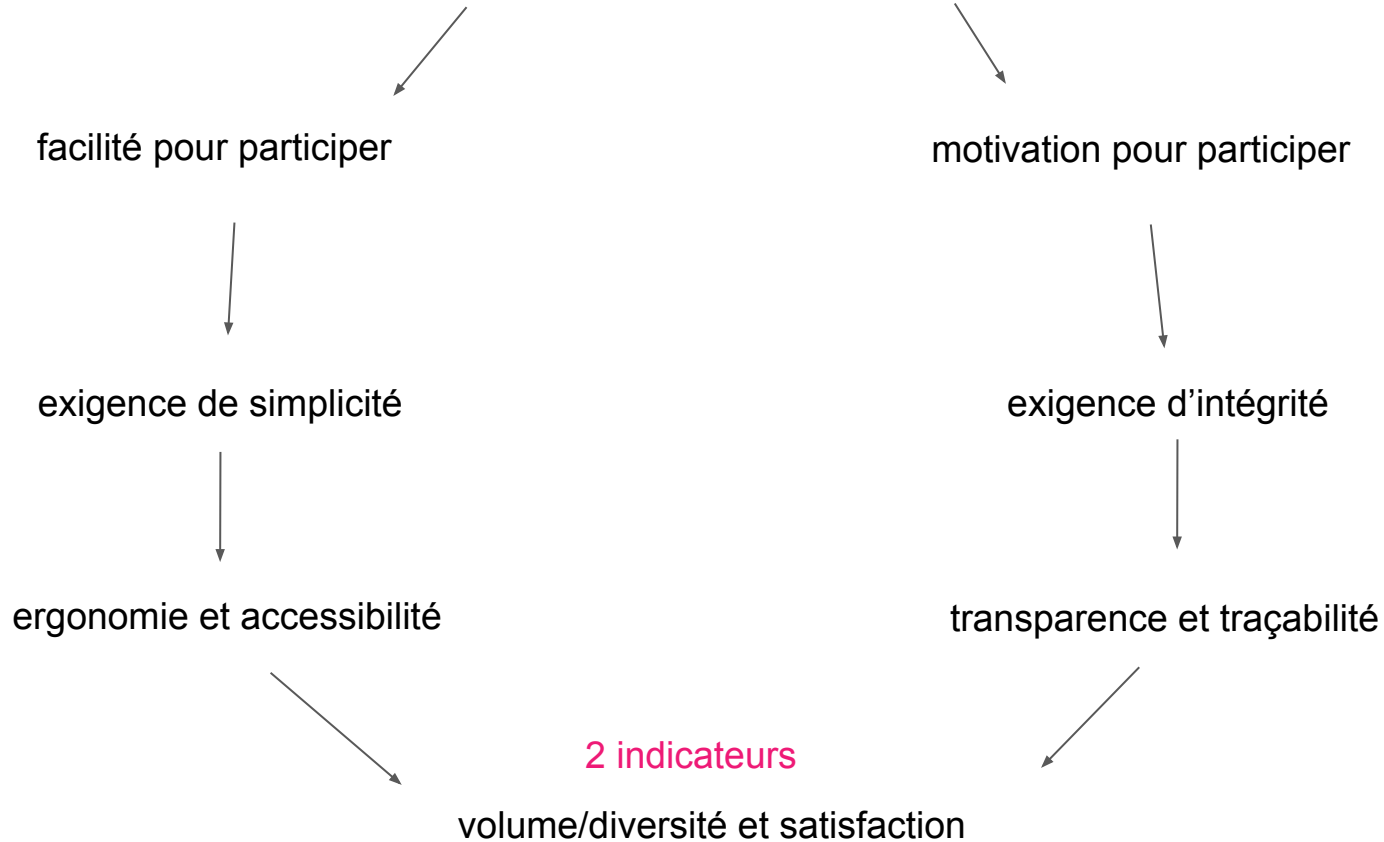 facilité pour participer
motivation pour participer
exigence de simplicité
exigence d’intégrité
ergonomie et accessibilité
transparence et traçabilité
2 indicateurs
volume/diversité et satisfaction